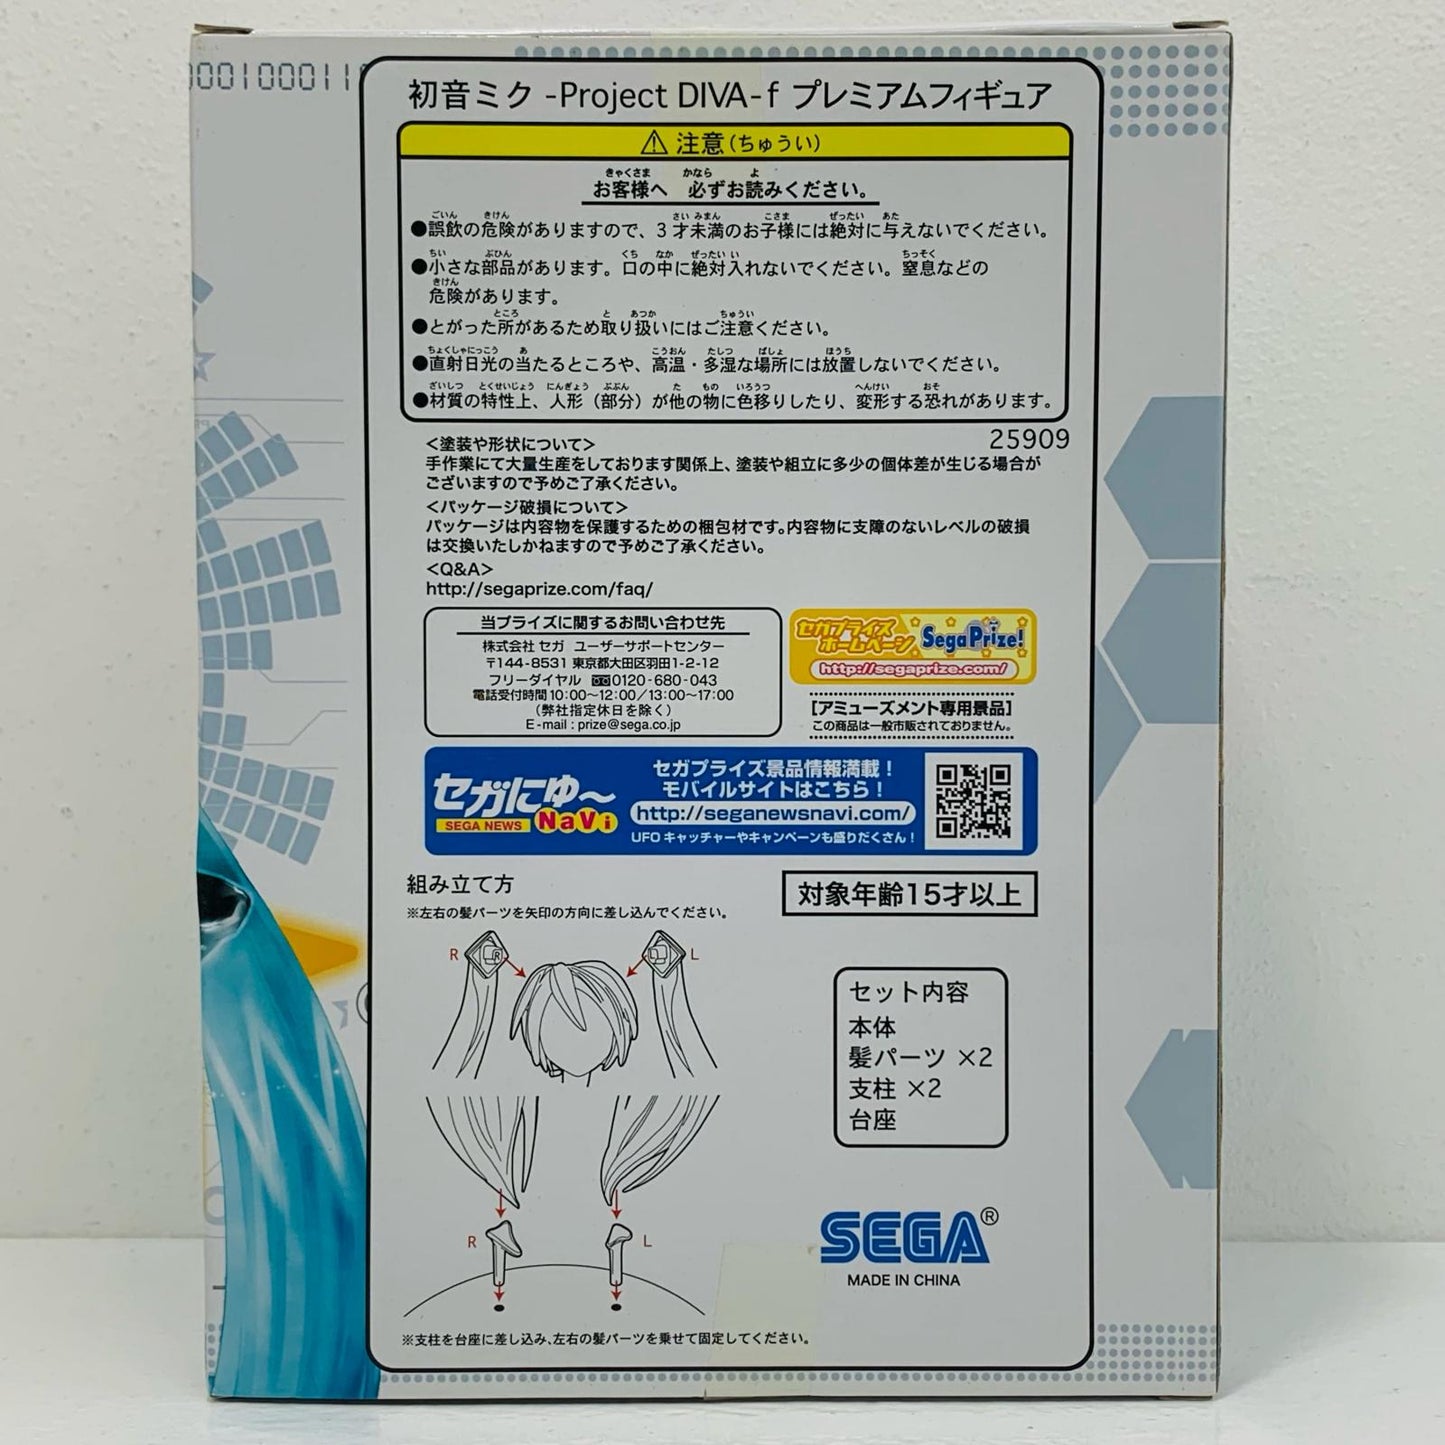 00010001 1
初音ミク -Project DIVA-f プレミアムフィギュア
⚠ 注意(ちゅうい)
お客様へ 必ずお読みください。
●誤飲の危険がありますので、3才未満のお子様には絶対に与えないでください。
●小さな部品があります。口の中に絶対入れないでください。窒息などの
危険があります。
●とがった所があるため取り扱いにはご注意ください。
●直射日光の当たるところや、高温・多湿な場所には放置しないでください。
●材質の特性上、人形（部分）が他の物に色移りしたり、変形する恐れがあります。
25909
<塗装や形状について>
手作業にて大量生産をしております関係上、塗装や組立に多少の個体差が生じる場合が
ございますので予めご了承ください。
<パッケージ破損について>
パッケージは内容物を保護するための梱包材です。内容物に支障のないレベルの破損
は交換いたしかねますので予めご了承ください。
<Q&A>
http://segaprize.com/faq/
当プライズに関するお問い合わせ先
株式会社 セガ ユーザーサポートセンター
〒144-8531 東京都大田区羽田1-2-12
フリーダイヤル 0120-680-043
電話受付時間10:00〜12:00/13:00〜17:00
(弊社指定休日を除く)
E-mail : prize@sega.co.jp
セガプライズ
ホームページ
SegaPrize!
http://segaprize.com/
[アミューズメント専用景品]
この商品は一般市販されておりません。
セガにゅ〜
SEGA NEWS NaVi
セガプライズ景品情報満載！
モバイルサイトはこちら！
http://seganewsnavi.com/
UFOキャッチャーやキャンペーンも盛りだくさん！
組み立て方
※左右の髪パーツを矢印の方向に差し込んでください。
対象年齢15才以上
R
R
L
L
セット内容
本体
髪パーツ ×2
支柱 ×2
台座
R
L
※支柱を台座に差し込み、左右の髪パーツを乗せて固定してください。
SEGA®
MADE IN CHINA